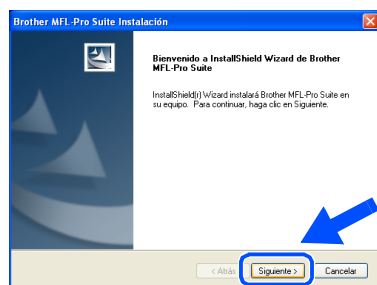 Brother MFL-Pro Suite Instalación
Bienvenido a InstallShield Wizard de Brother
MFL-Pro Suite
InstallShield(r) Wizard instalará Brother MFL-Pro Suite en
su equipo. Para continuar, haga clic en Siguiente.
< Atrás
Siguiente >
Cancelar